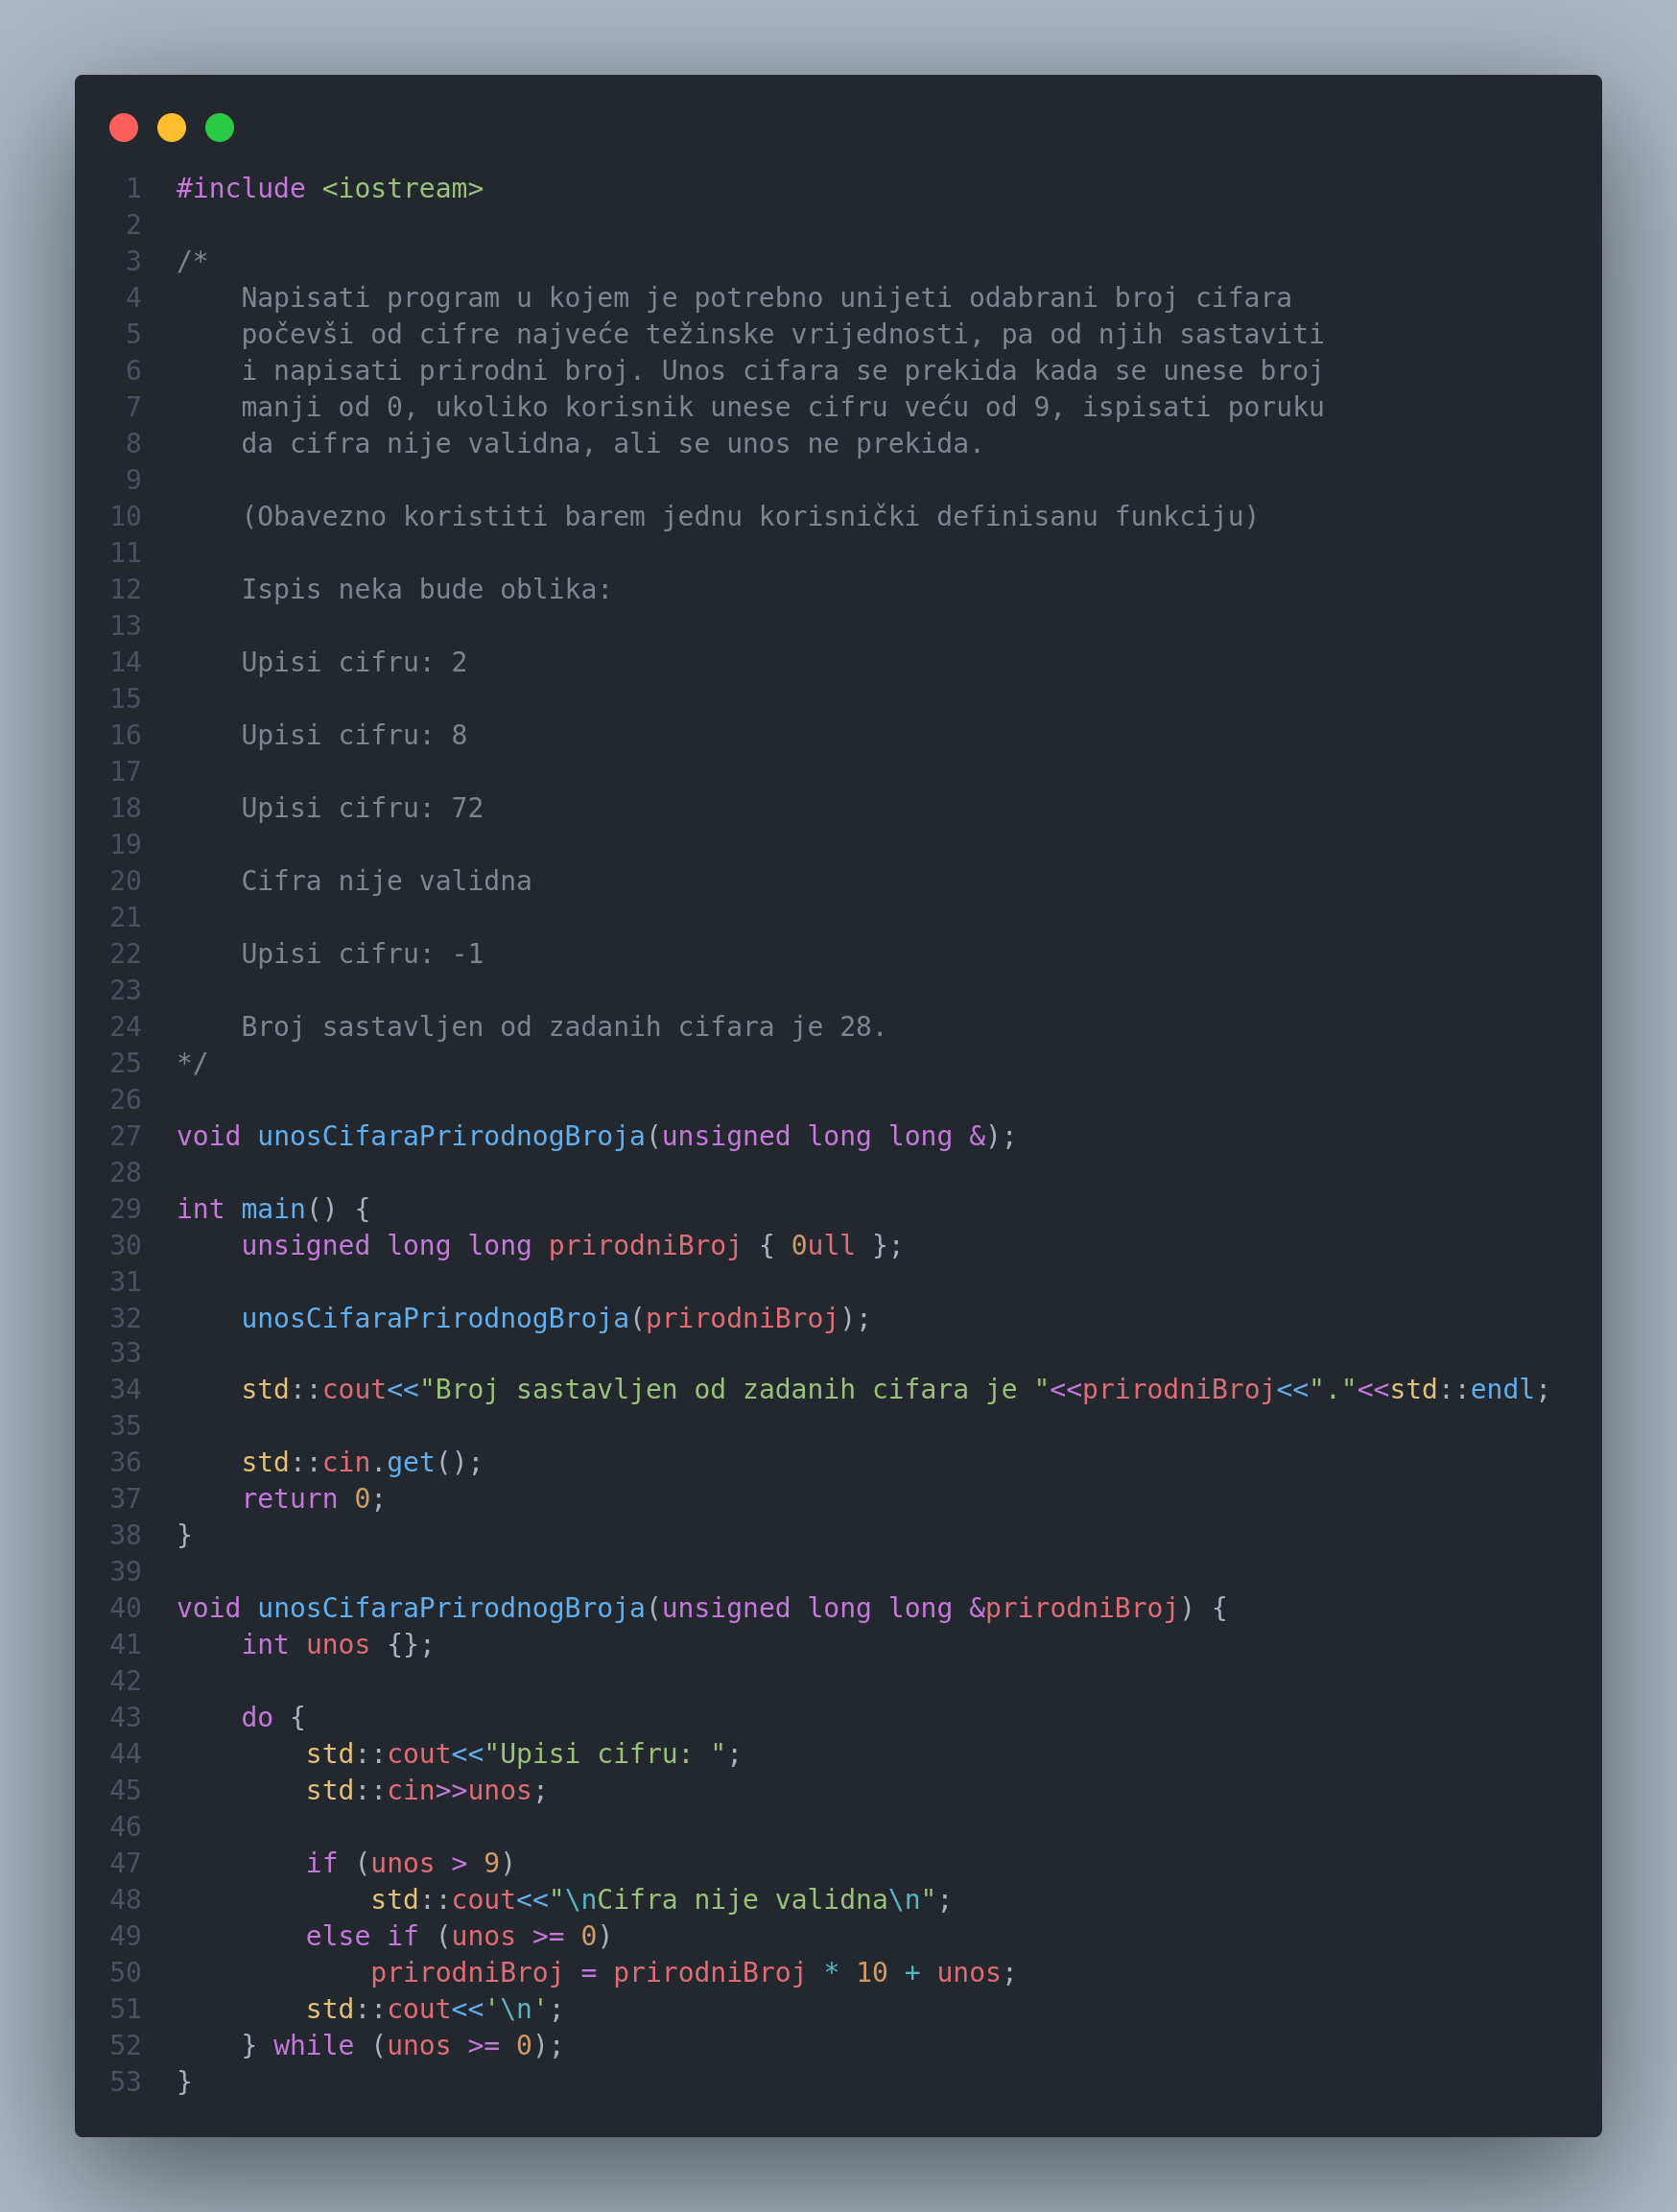 1 #include <iostream>
2
3 /*
4     Napisati program u kojem je potrebno unijeti odabrani broj cifara
5     počevši od cifre najveće težinske vrijednosti, pa od njih sastaviti
6     i napisati prirodni broj. Unos cifara se prekida kada se unese broj
7     manji od 0, ukoliko korisnik unese cifru veću od 9, ispisati poruku
8     da cifra nije validna, ali se unos ne prekida.
9
10     (Obavezno koristiti barem jednu korisnički definisanu funkciju)
11
12     Ispis neka bude oblika:
13
14     Upisi cifru: 2
15
16     Upisi cifru: 8
17
18     Upisi cifru: 72
19
20     Cifra nije validna
21
22     Upisi cifru: -1
23
24     Broj sastavljen od zadanih cifara je 28.
25 */
26
27 void unosCifaraPrirodnogBroja(unsigned long long &);
28
29 int main() {
30     unsigned long long prirodniBroj { 0ull };
31
32     unosCifaraPrirodnogBroja(prirodniBroj);
33
34     std::cout<<"Broj sastavljen od zadanih cifara je "<<prirodniBroj<<"."<<std::endl;
35
36     std::cin.get();
37     return 0;
38 }
39
40 void unosCifaraPrirodnogBroja(unsigned long long &prirodniBroj) {
41     int unos {};
42
43     do {
44         std::cout<<"Upisi cifru: ";
45         std::cin>>unos;
46
47         if (unos > 9)
48             std::cout<<"\nCifra nije validna\n";
49         else if (unos >= 0)
50             prirodniBroj = prirodniBroj * 10 + unos;
51         std::cout<<'\n';
52     } while (unos >= 0);
53 }